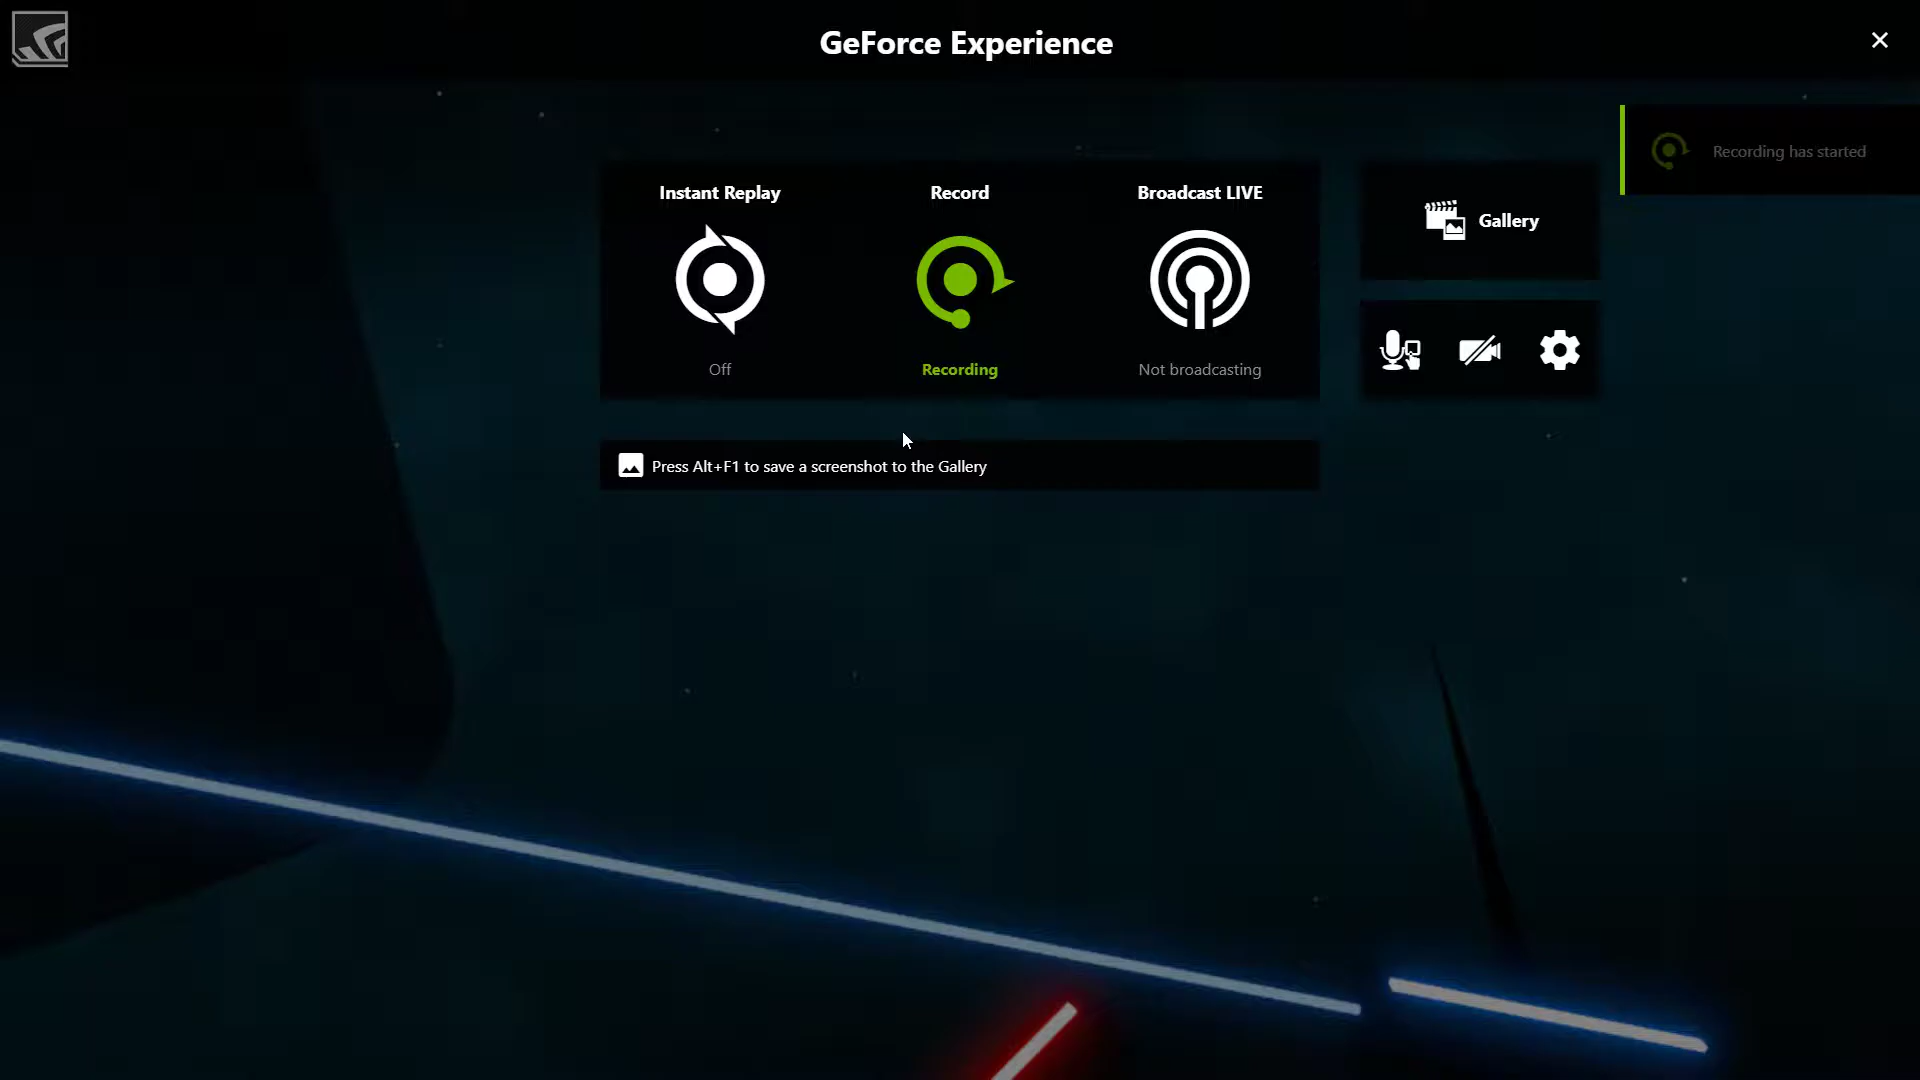 GeForce Experience
Recording has started
Instant Replay
Record
Broadcast LIVE
Gallery
Off
Recording
Not broadcasting
Press Alt+F1 to save a screenshot to the Gallery